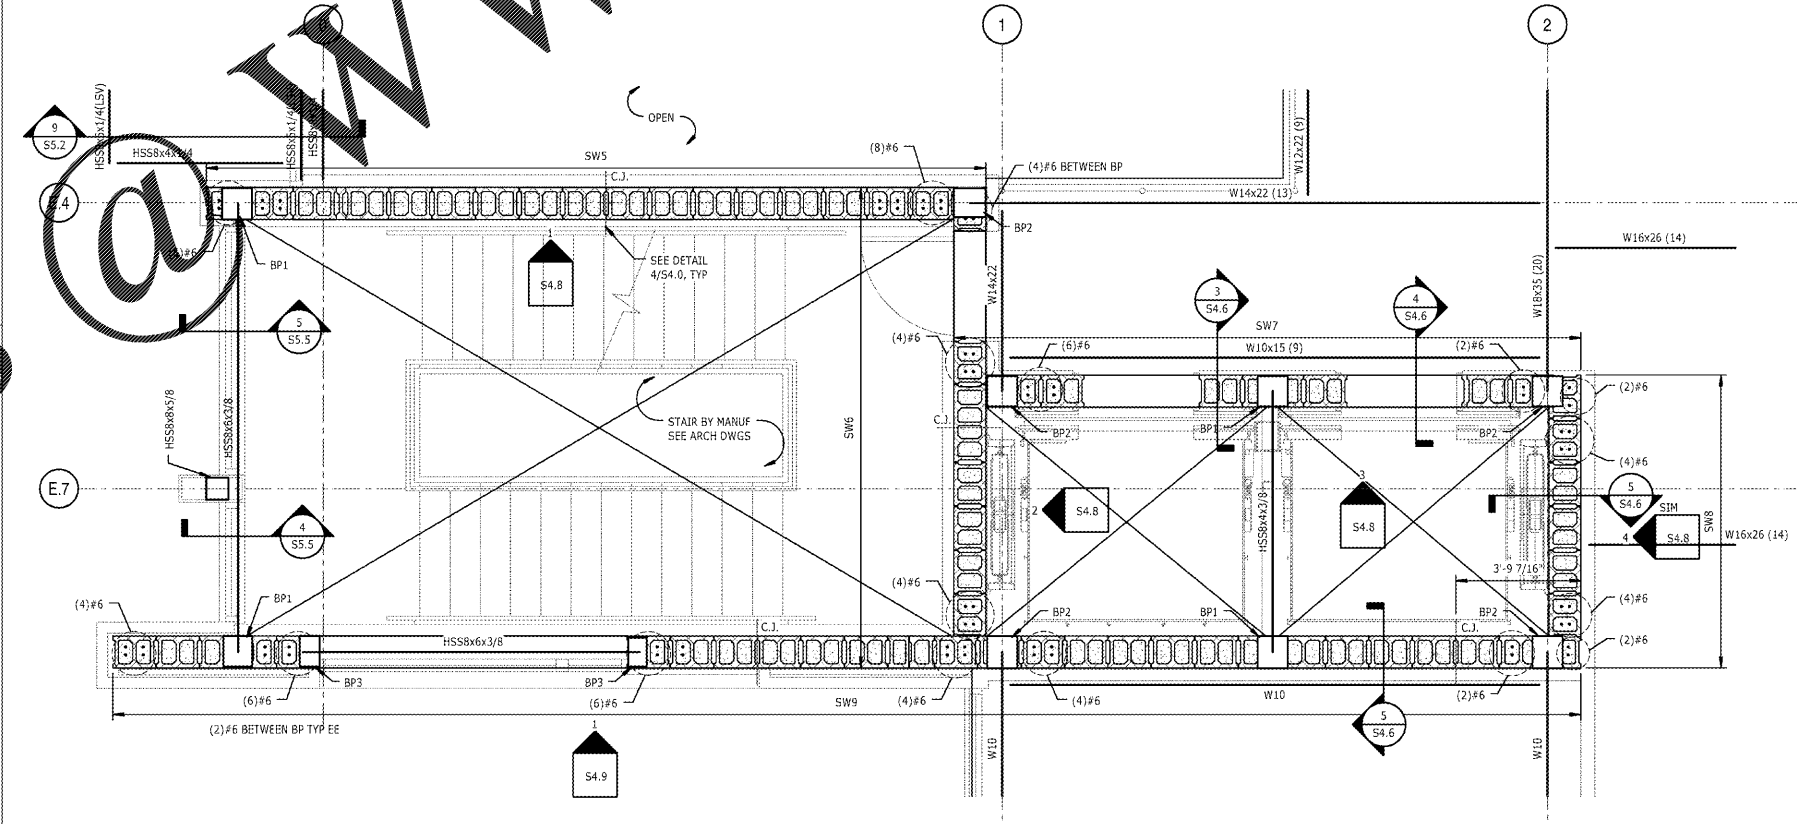 1
2
@
W
HSS8x6x1/4(LSV)
OPEN
W12x22 (9)
9
S5.2
HSS8x4x1/4
SW5
(8)#6
(4)#6 BETWEEN BP
C.J.
W14x22 (13)
E.4
BP2
W16x26 (14)
BP1
SEE DETAIL
4/S4.0, TYP
1
S4.8
W14x22
W18x35 (20)
3
S4.6
4
S4.6
5
S5.5
SW7
(4)#6
W10x15 (9)
(6)#6
(2)#6
(2)#6
HSS8x8x5/8
HSS8x6x3/8
STAIR BY MANUF
SEE ARCH DWGS
SW6
C.J.
BP2
BP1
BP2
(4)#6
E.7
3
S4.8
2
S4.8
HSS8x4x3/8
5
S4.6
SIM
4
S4.8
SW8
W16x26 (14)
4
S5.5
3'-9 7/16"
(4)#6
(4)#6
BP1
(4)#6
BP2
BP1
BP2
C.J.
C.J.
(2)#6
HSS8x6x3/8
BP3
BP3
(6)#6
(6)#6
SW9
(4)#6
(4)#6
W10
(2)#6
(2)#6 BETWEEN BP TYP EE
1
S4.9
5
S4.6
W10
W10